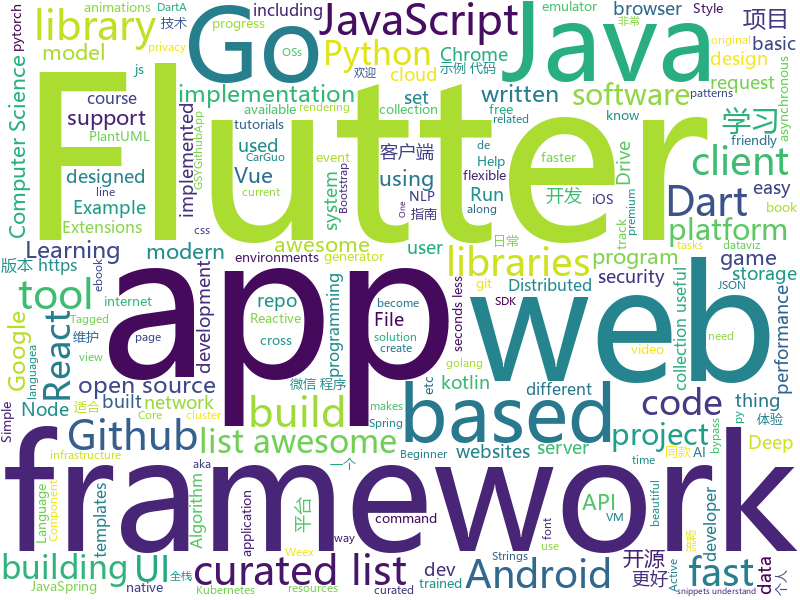 animations
DartA
emulator
Style
非常
pytorch
技术
progress
OSs
JavaScript
browser
项目
library
Go
Java
including
Python
Chrome
design
basic
privacy
original
model
js
欢迎
cloud
示例 代码
rendering
patterns
implementation
written
request
course
available
collection
set
software
学习
asynchronous
Computer Science
support
tutorials
free
related
know
friendly
PlantUML
used
CarGuo
event
de
Help
faster
implemented
客户端
flexible
Drive
line
GSYGithubApp
Bootstrap
designed
Vue
using
NLP
Run
client
current
Example
system
along
iOS
开发
track
premium
easy
book
Extensions
css
One
指南
Dart
Flutter
Learning
awesome
platform
generator
版本 https
modern
environments
user
日常
program
tasks
dataviz
game
libraries
security
storage
tool
repo
internet
git
Distributed
JSON
Google
ebook
Tagged
become
SDK
app
web
React
development
File
seconds less
page
solution
create
维护
Reactive
programming
cross
view
kotlin
golang
need
languagea
open source
微信 程序
collection useful
video
Node
适合
built
different
code
build
based
network
Core
cluster
etc
Spring
makes
thing
Simple
Github
list awesome
websites
server
project
体验
Component
Algorithm
py
bypass
aka
一个
Beginner
同款
AI
Deep
infrastructure
time
framework
Language
templates
平台
API
VM
beautiful
developer
application
way
command
font
流畅
building
UI
curated list
dev
Android
开源
fast
data
JavaSpring
全栈
native
Weex
trained
use
更好
Active
个人
Kubernetes
resources
curated
Strings
snippets understand